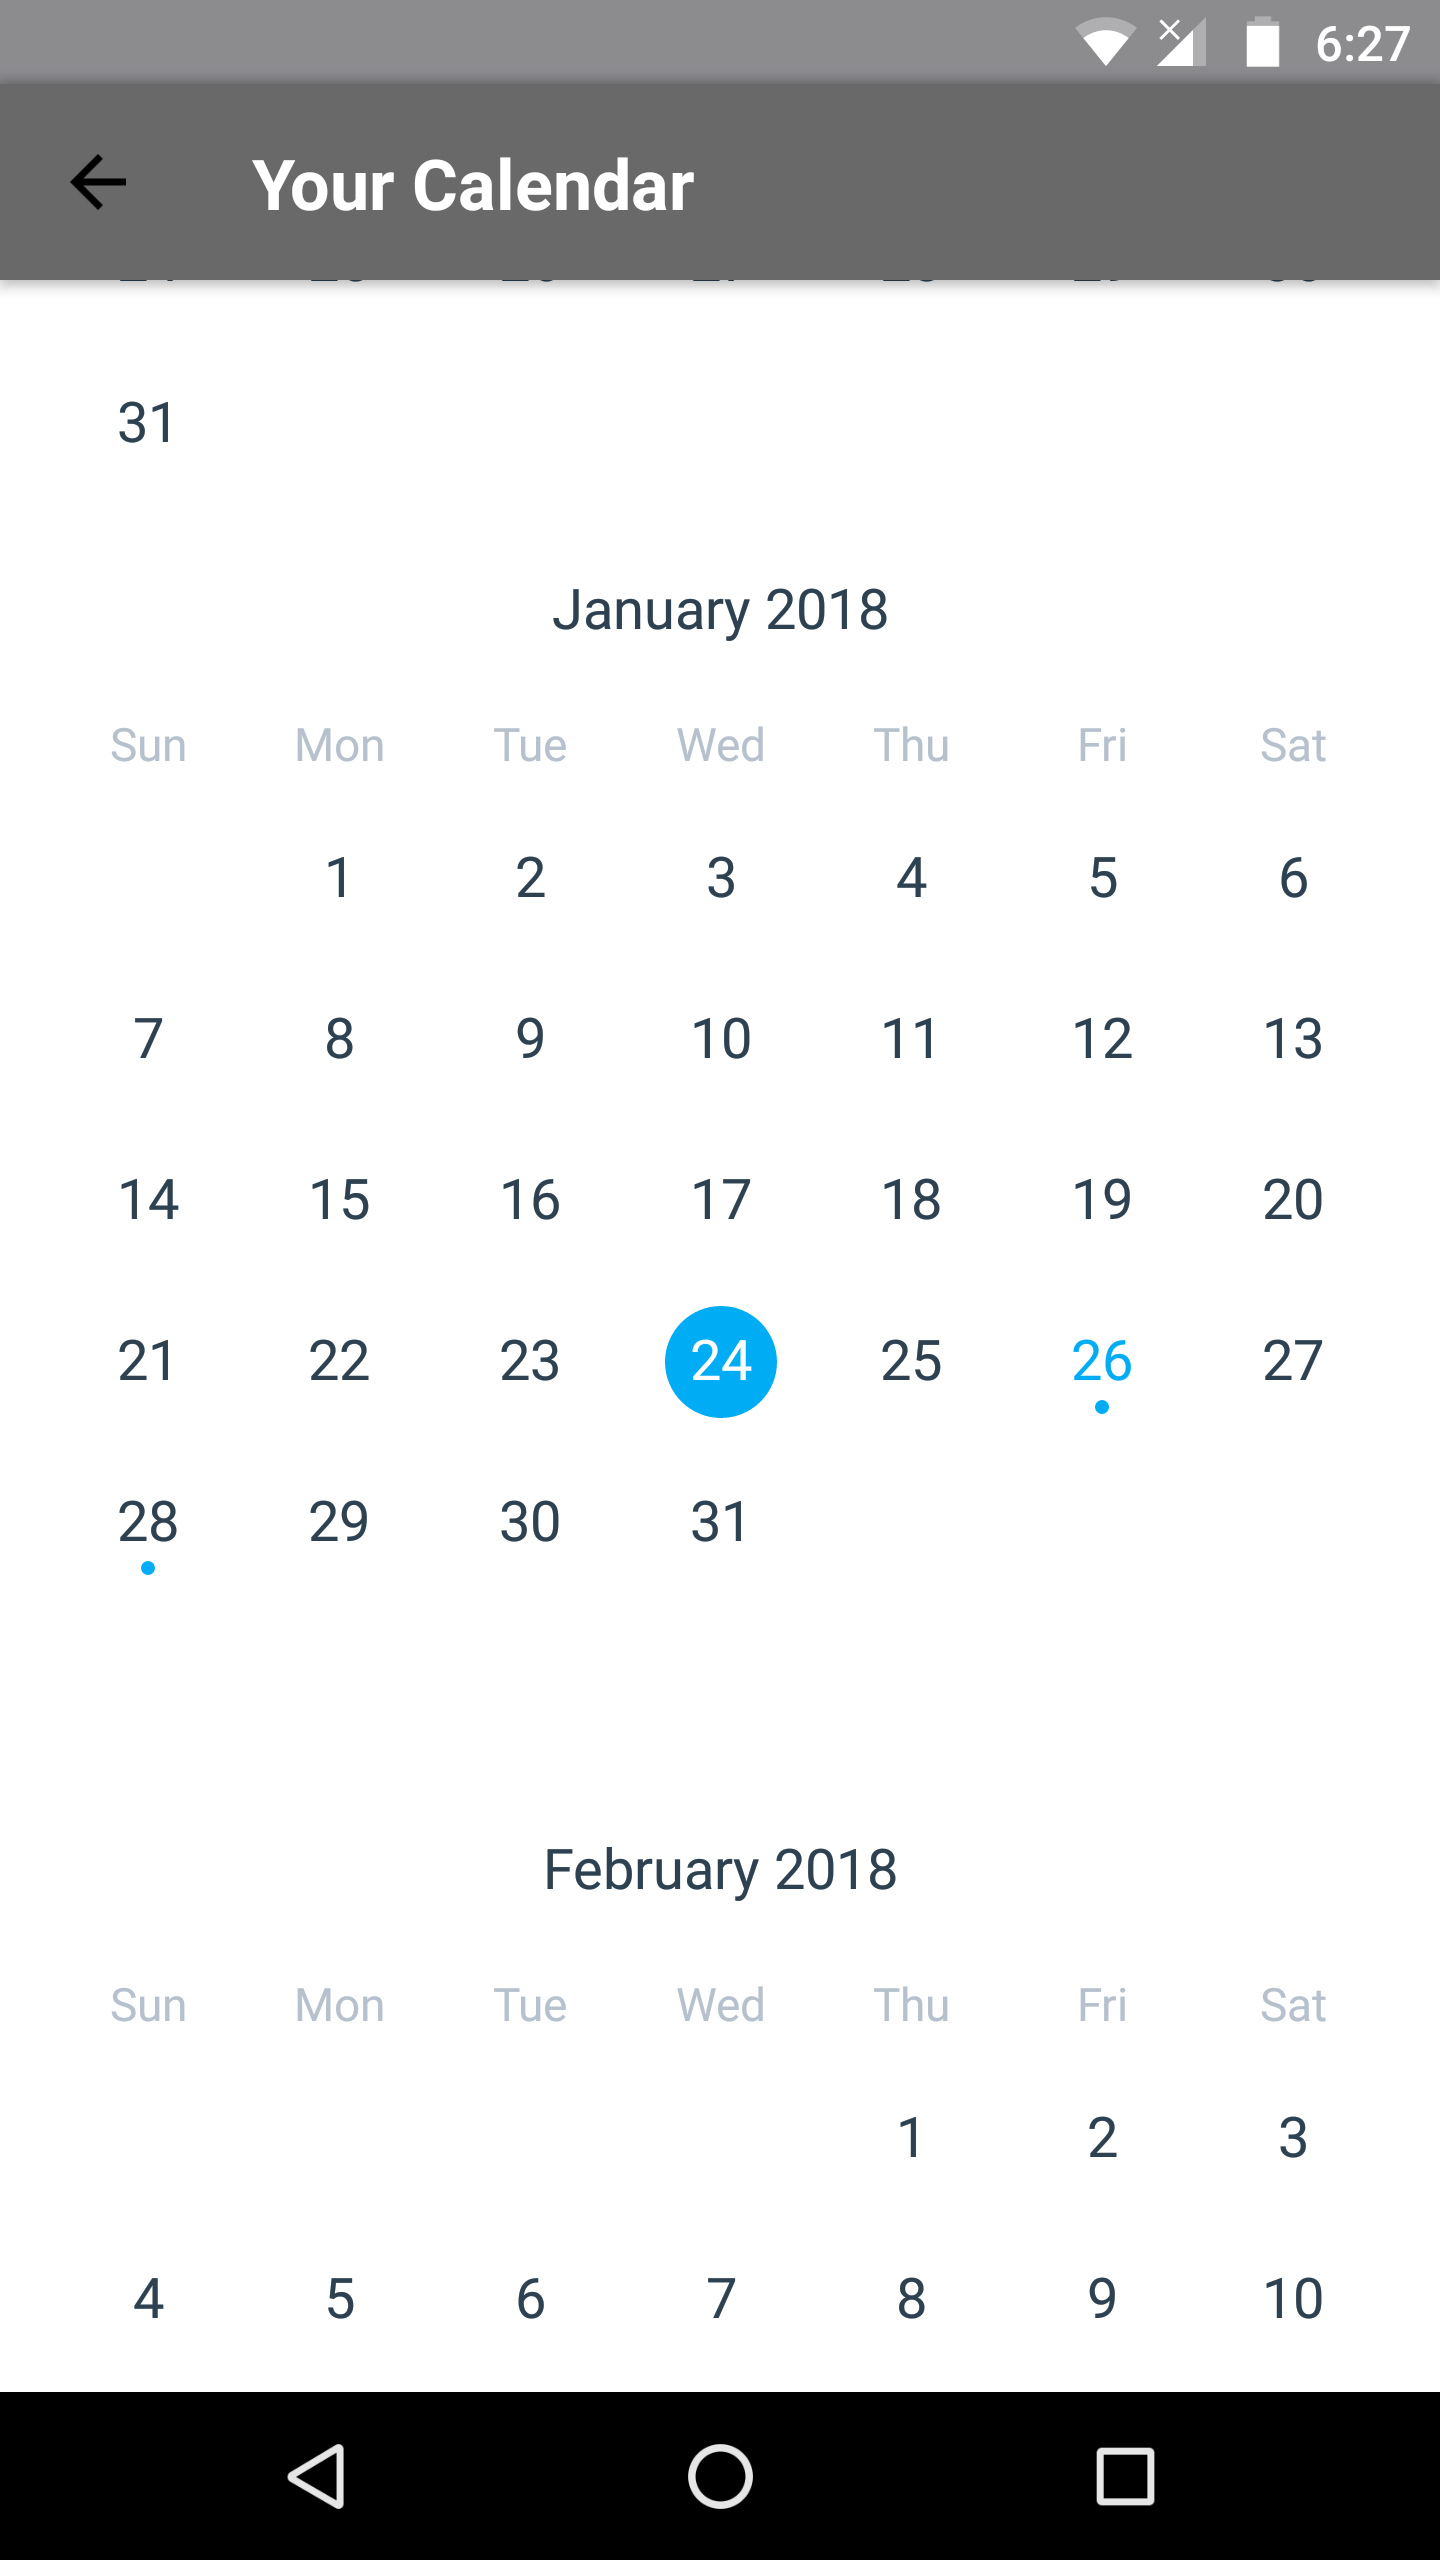 6:27
Your Calendar
31
January 2018
Sun Mon Tue Wed Thu Fri Sat
1 2 3 4 5 6
7 8 9 10 11 12 13
14 15 16 17 18 19 20
21 22 23 24 25 26 27
28 29 30 31
February 2018
Sun Mon Tue Wed Thu Fri Sat
1 2 3
4 5 6 7 8 9 10